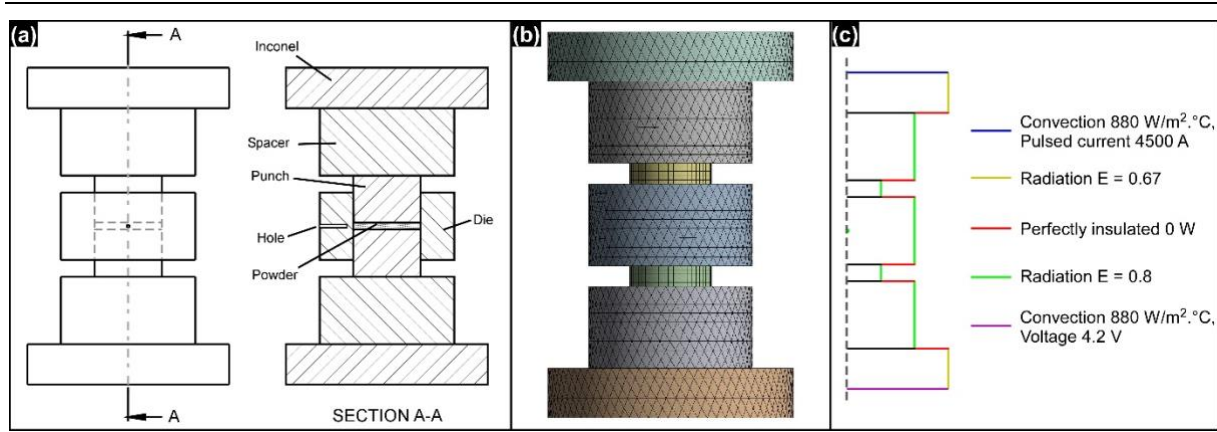 (a)
A
Inconel
Spacer
Punch
Die
Hole
Powder
A
SECTION A-A
(b)
(c)
Convection 880 W/m².°C,
Pulsed current 4500 A
Radiation E = 0.67
Perfectly insulated 0 W
Radiation E = 0.8
Convection 880 W/m².°C,
Voltage 4.2 V